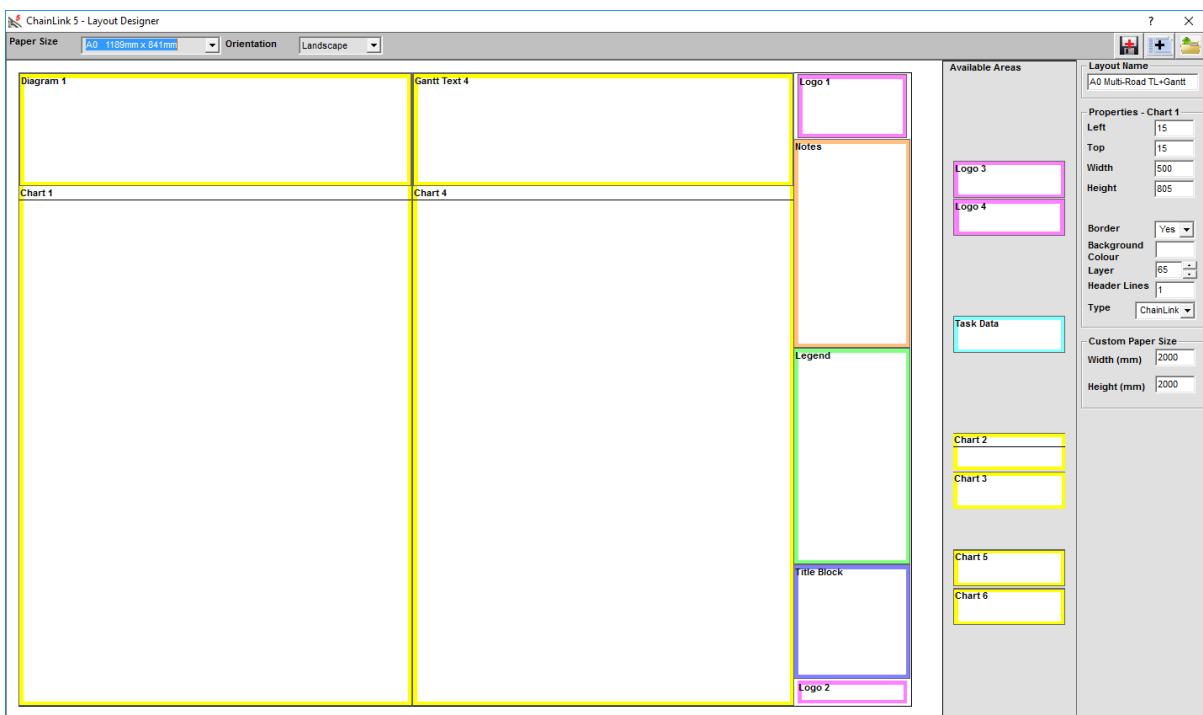 ChainLink 5 - Layout Designer
?
Paper Size
A0 1189mm x 841mm
Orientation
Landscape
Diagram 1
Gantt Text 4
Logo 1
Notes
Chart 1
Chart 4
Legend
Title Block
Logo 2
Available Areas
Logo 3
Logo 4
Task Data
Chart 2
Chart 3
Chart 5
Chart 6
Layout Name
A0 Multi-Road TL+Gantt
Properties - Chart 1
Left 15
Top 15
Width 500
Height 805
Border Yes
Background
Colour
Layer 65
Header Lines 1
Type ChainLink
Custom Paper Size
Width (mm) 2000
Height (mm) 2000